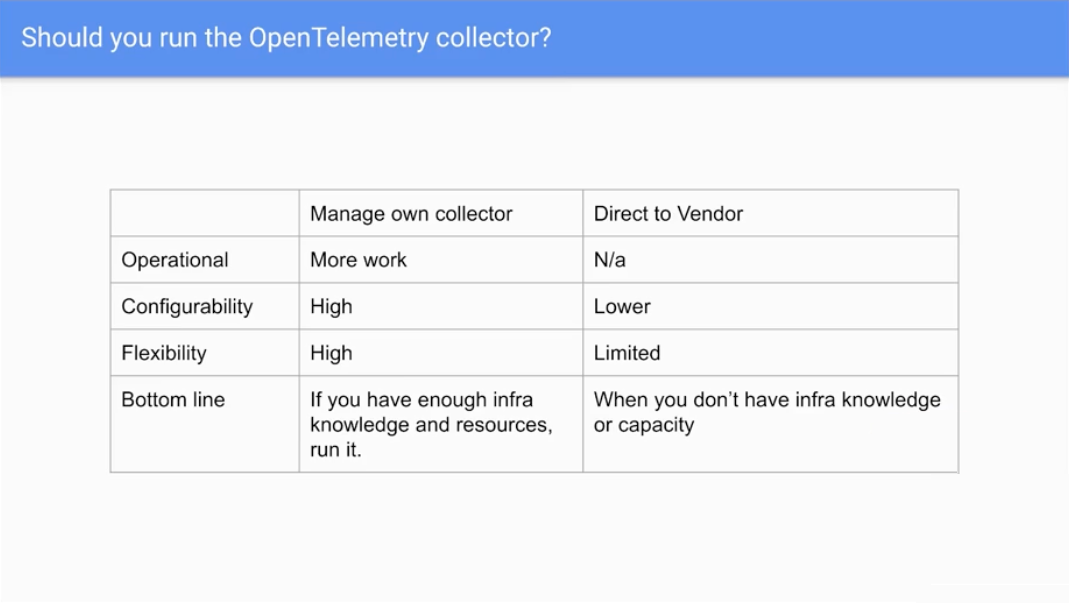 Should you run the OpenTelemetry collector?
Manage own collector
Direct to Vendor
Operational
More work
N/a
Configurability
High
Lower
Flexibility
High
Limited
Bottom line
If you have enough infra
knowledge and resources,
run it.
When you don't have infra knowledge
or capacity